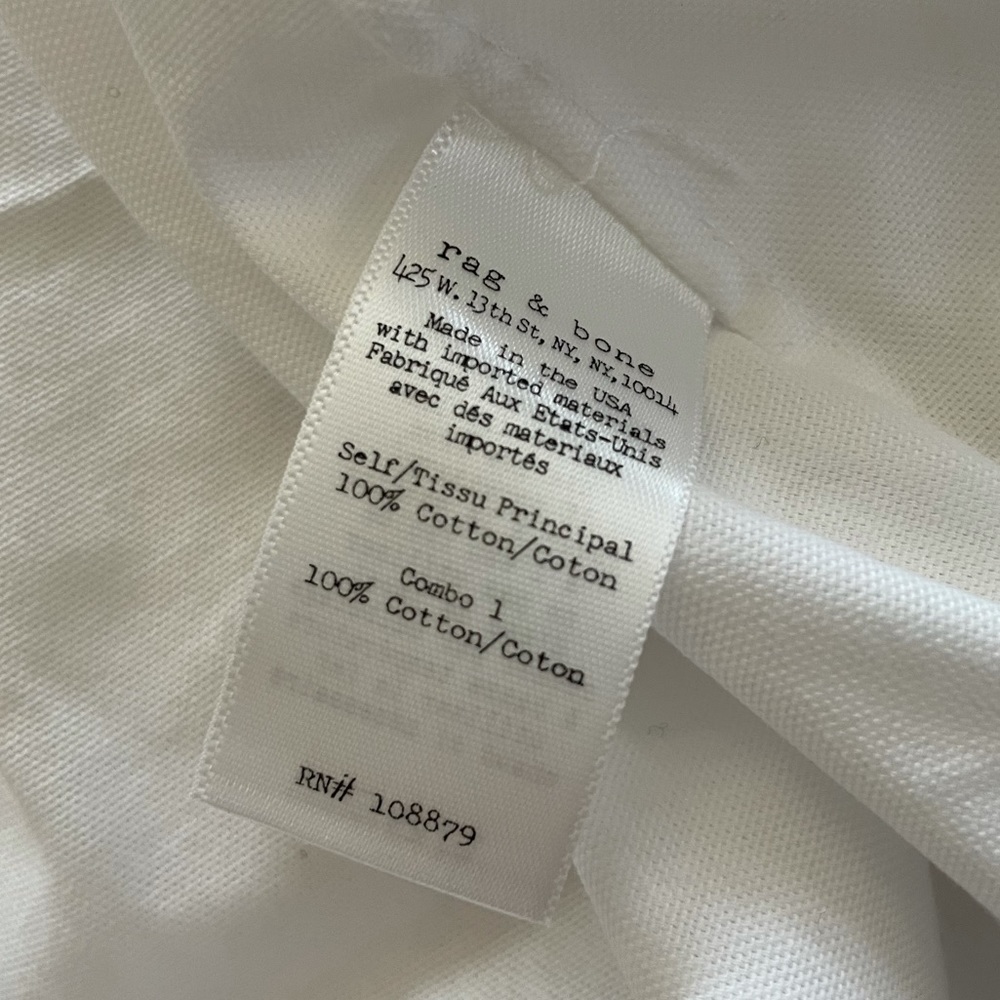 rag & bone
425 W. 13th St, NY, NY, 10014
Made in the USA
with imported materials
Fabriqué Aux Etats-Unis
avec dés materiaux
importés
Self/Tissu Principal
100% Cotton/Coton
Combo 1
100% Cotton/Coton
RN# 108879